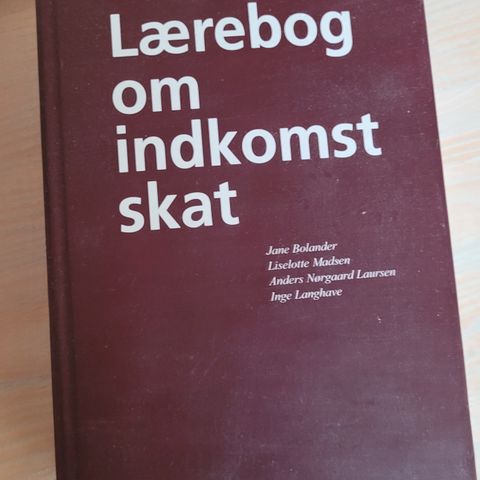 Lærebog
om
indkomst
skat
Jane Bolander
Liselotte Madsen
Anders Nørgaard Laursen
Inge Langhave